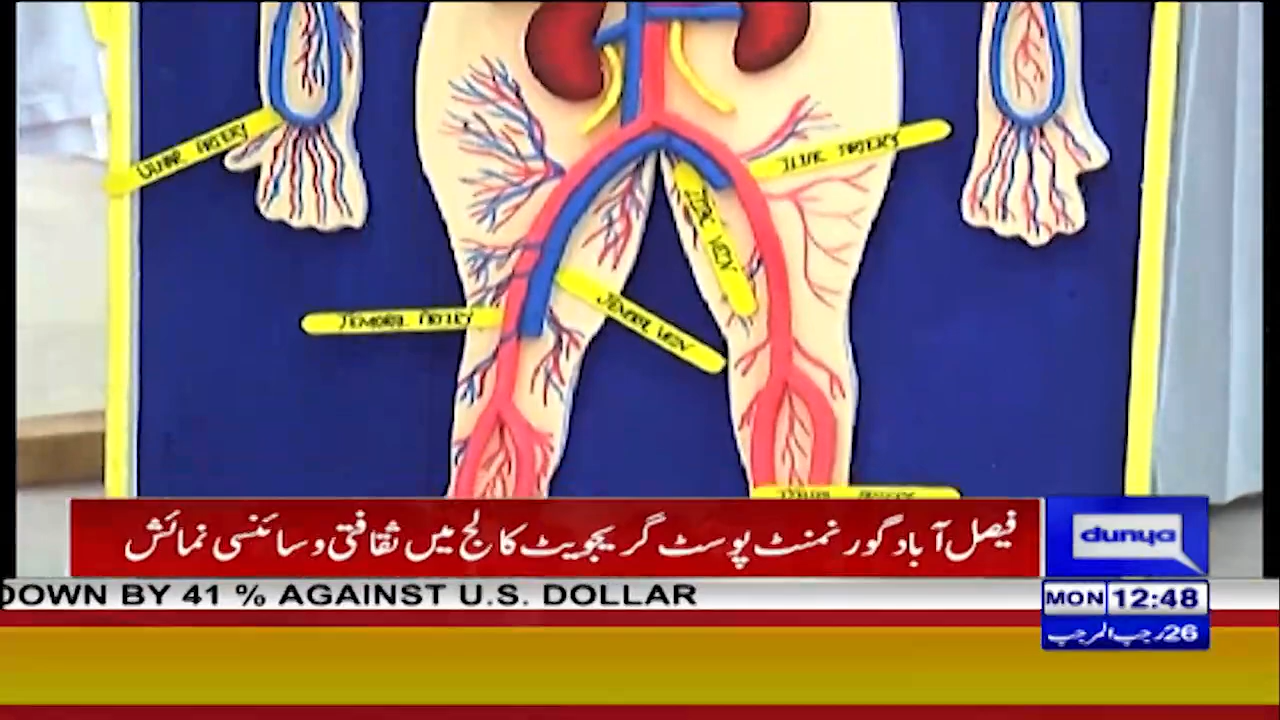 ULNAR ARTERY
ILIAC ARTERY
ILIAC VEIN
FEMORAL ARTERY
FEMORAL VEIN
فیصل آباد گورنمنٹ پوسٹ گریجویٹ کالج میں ثقافتی و سائنسی نمائش
dunya
DOWN BY 41 % AGAINST U.S. DOLLAR
MON 12:48
26 رجب المرجب